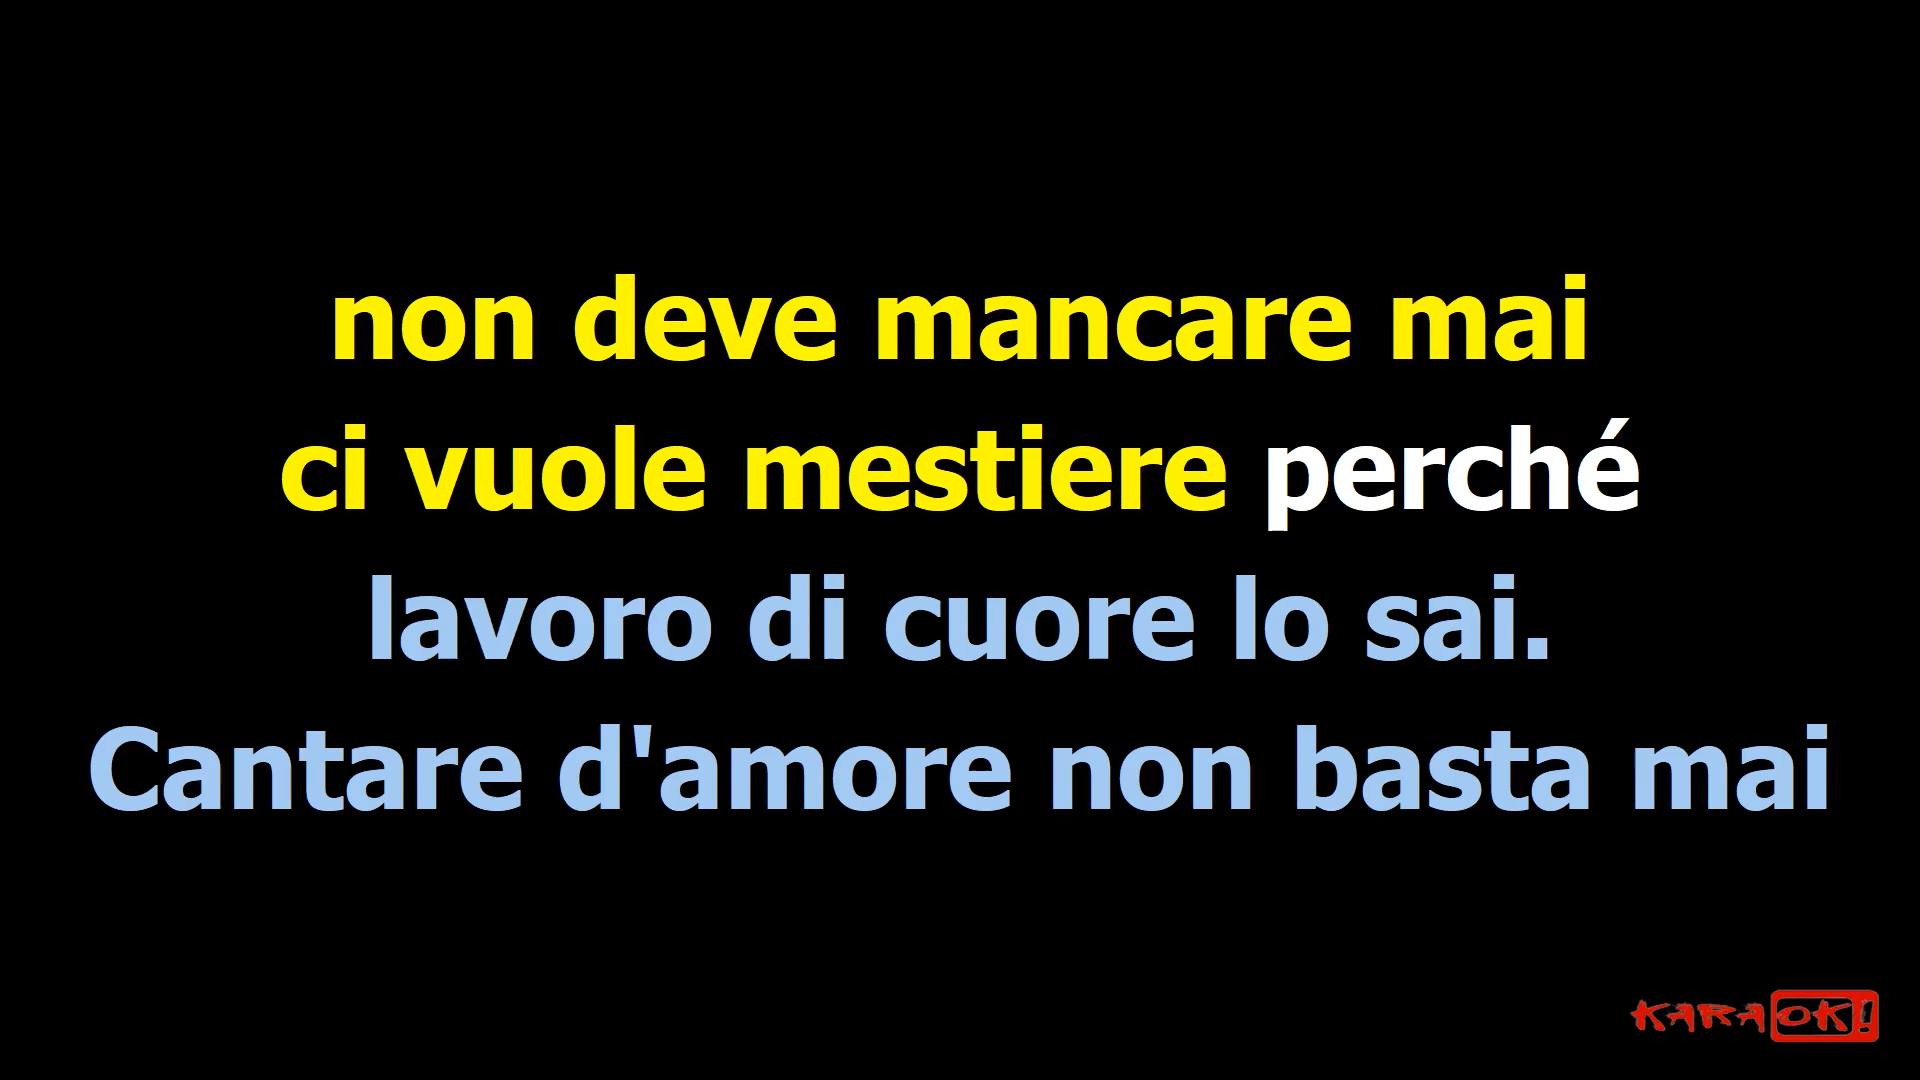 non deve mancare mai
ci vuole mestiere perché
lavoro di cuore lo sai.
Cantare d'amore non basta mai
KARAOK!